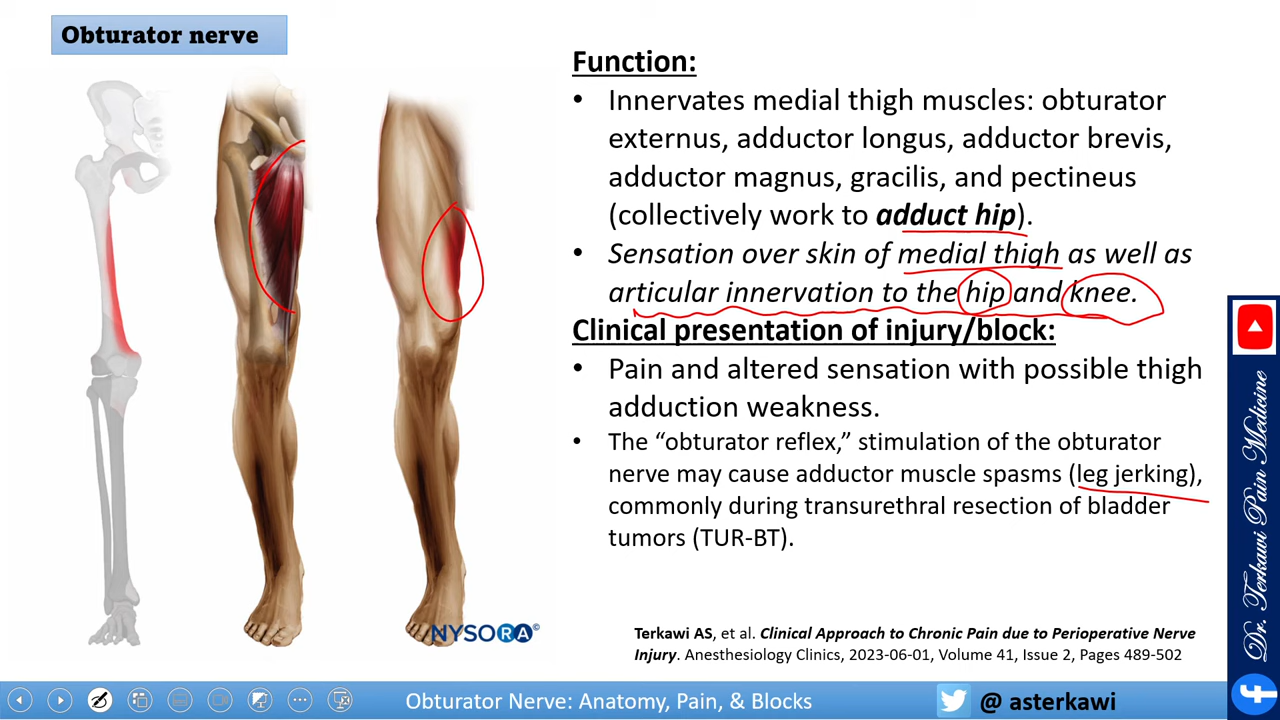 Obturator nerve
Function:
• Innervates medial thigh muscles: obturator
externus, adductor longus, adductor brevis,
adductor magnus, gracilis, and pectineus
(collectively work to adduct hip).
• Sensation over skin of medial thigh as well as
articular innervation to the hip and knee.
Clinical presentation of injury/block:
• Pain and altered sensation with possible thigh
adduction weakness.
• The “obturator reflex,” stimulation of the obturator
nerve may cause adductor muscle spasms (leg jerking),
commonly during transurethral resection of bladder
tumors (TUR-BT).
NYSORA©
Terkawi AS, et al. Clinical Approach to Chronic Pain due to Perioperative Nerve
Injury. Anesthesiology Clinics, 2023-06-01, Volume 41, Issue 2, Pages 489-502
Dr. Terkawi Pain Medicine
Obturator Nerve: Anatomy, Pain, & Blocks
@ asterkawi